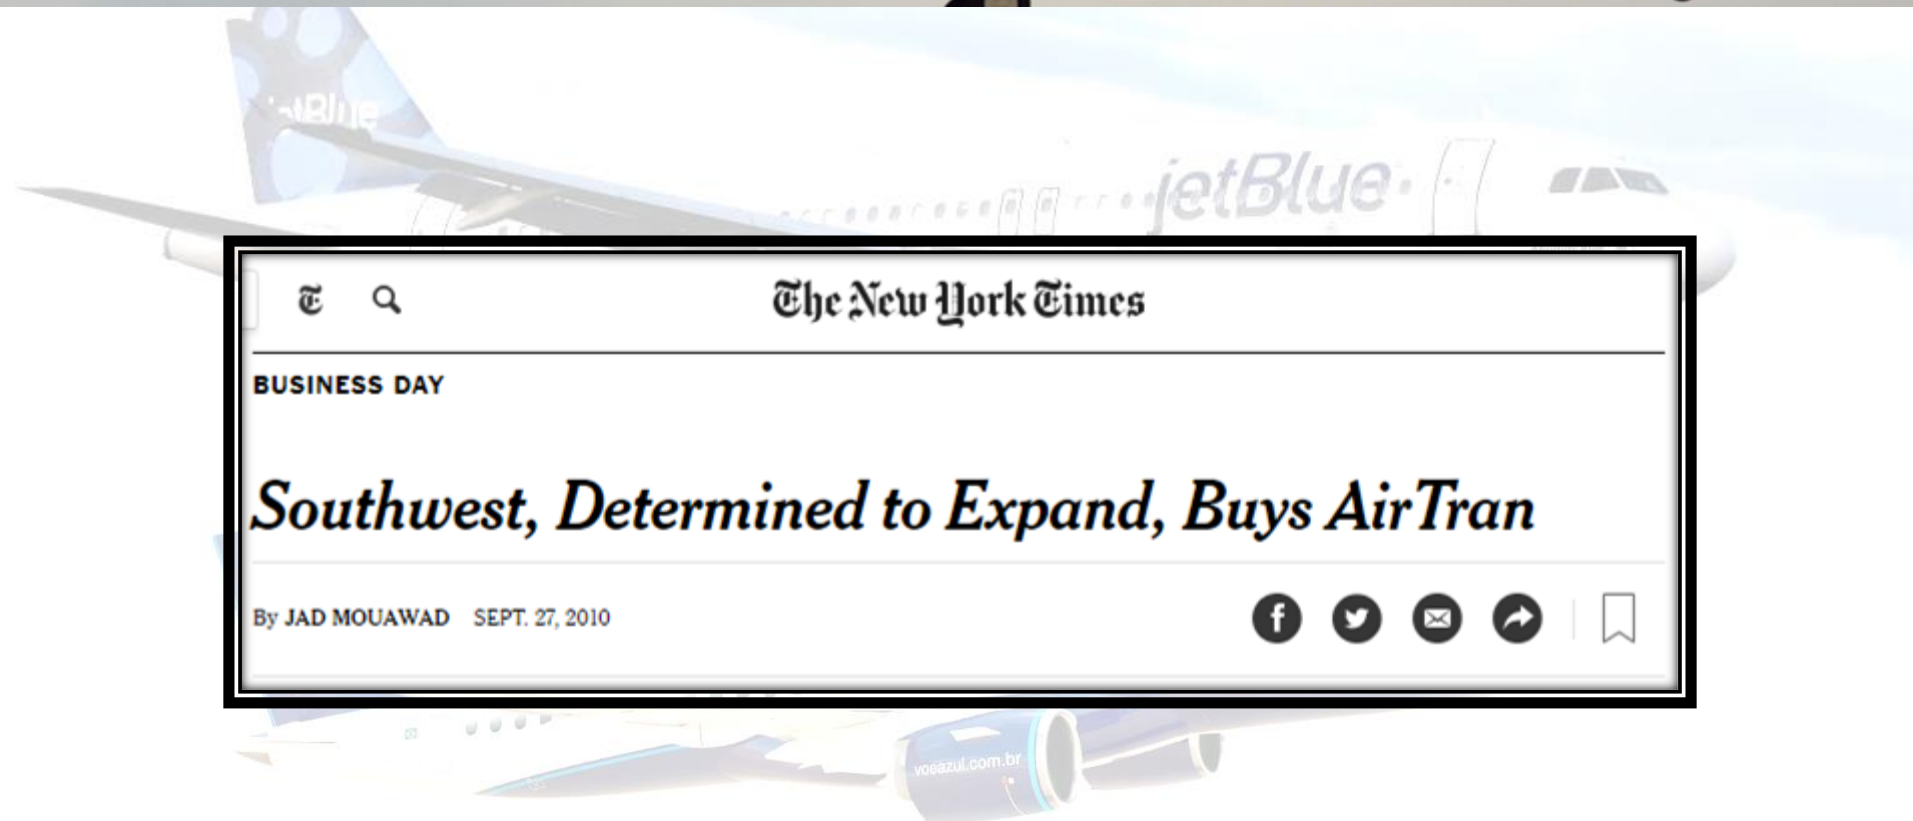 jetBlue
jetBlue
The New York Times
BUSINESS DAY
Southwest, Determined to Expand, Buys AirTran
By JAD MOUAWAD SEPT. 27, 2010
voeazul.com.br